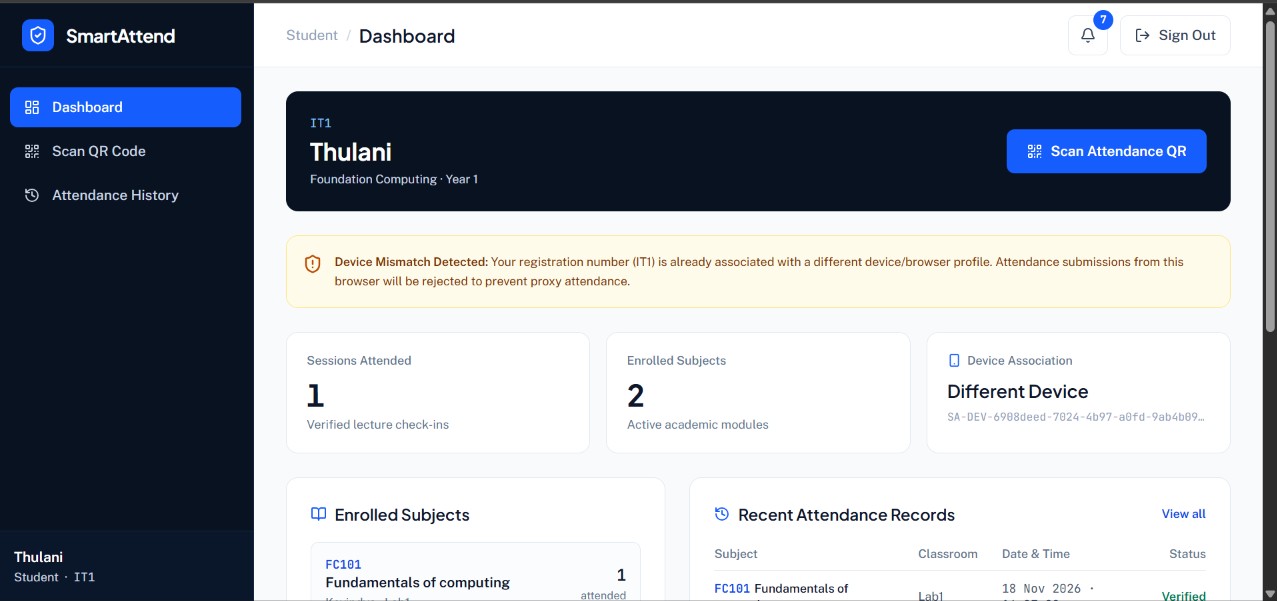 SmartAttend
Student / Dashboard
7
Sign Out
Dashboard
Scan QR Code
Attendance History
IT1
Thulani
Foundation Computing · Year 1
Scan Attendance QR
Device Mismatch Detected: Your registration number (IT1) is already associated with a different device/browser profile. Attendance submissions from this
browser will be rejected to prevent proxy attendance.
Sessions Attended
1
Verified lecture check-ins
Enrolled Subjects
2
Active academic modules
Device Association
Different Device
SA-DEV-6908deed-7024-4b97-a0fd-9ab4b09…
Enrolled Subjects
FC101
Fundamentals of computing
1
attended
Recent Attendance Records
View all
Subject Classroom Date & Time Status
FC101 Fundamentals of
Lab1
18 Nov 2026 ·
Verified
Thulani
Student · IT1